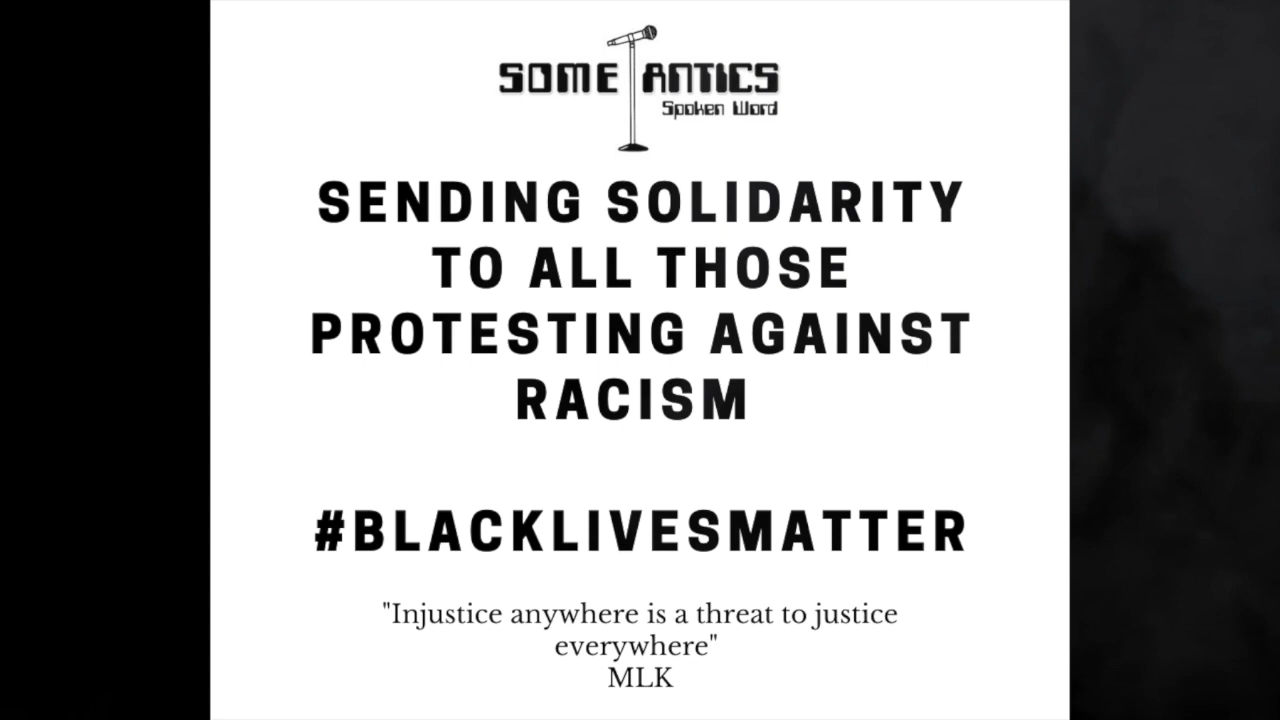 SOME ANTICS
Spoken Word
SENDING SOLIDARITY
TO ALL THOSE
PROTESTING AGAINST
RACISM
#BLACKLIVESMATTER
"Injustice anywhere is a threat to justice
everywhere"
MLK